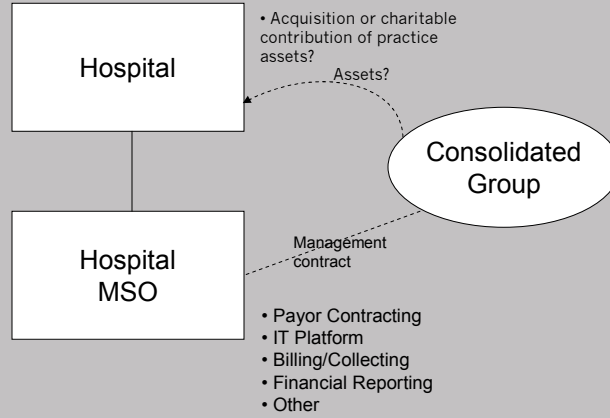 Hospital
• Acquisition or charitable
contribution of practice
assets?
Assets?
Consolidated
Group
Hospital
MSO
Management
contract
• Payor Contracting
• IT Platform
• Billing/Collecting
• Financial Reporting
• Other